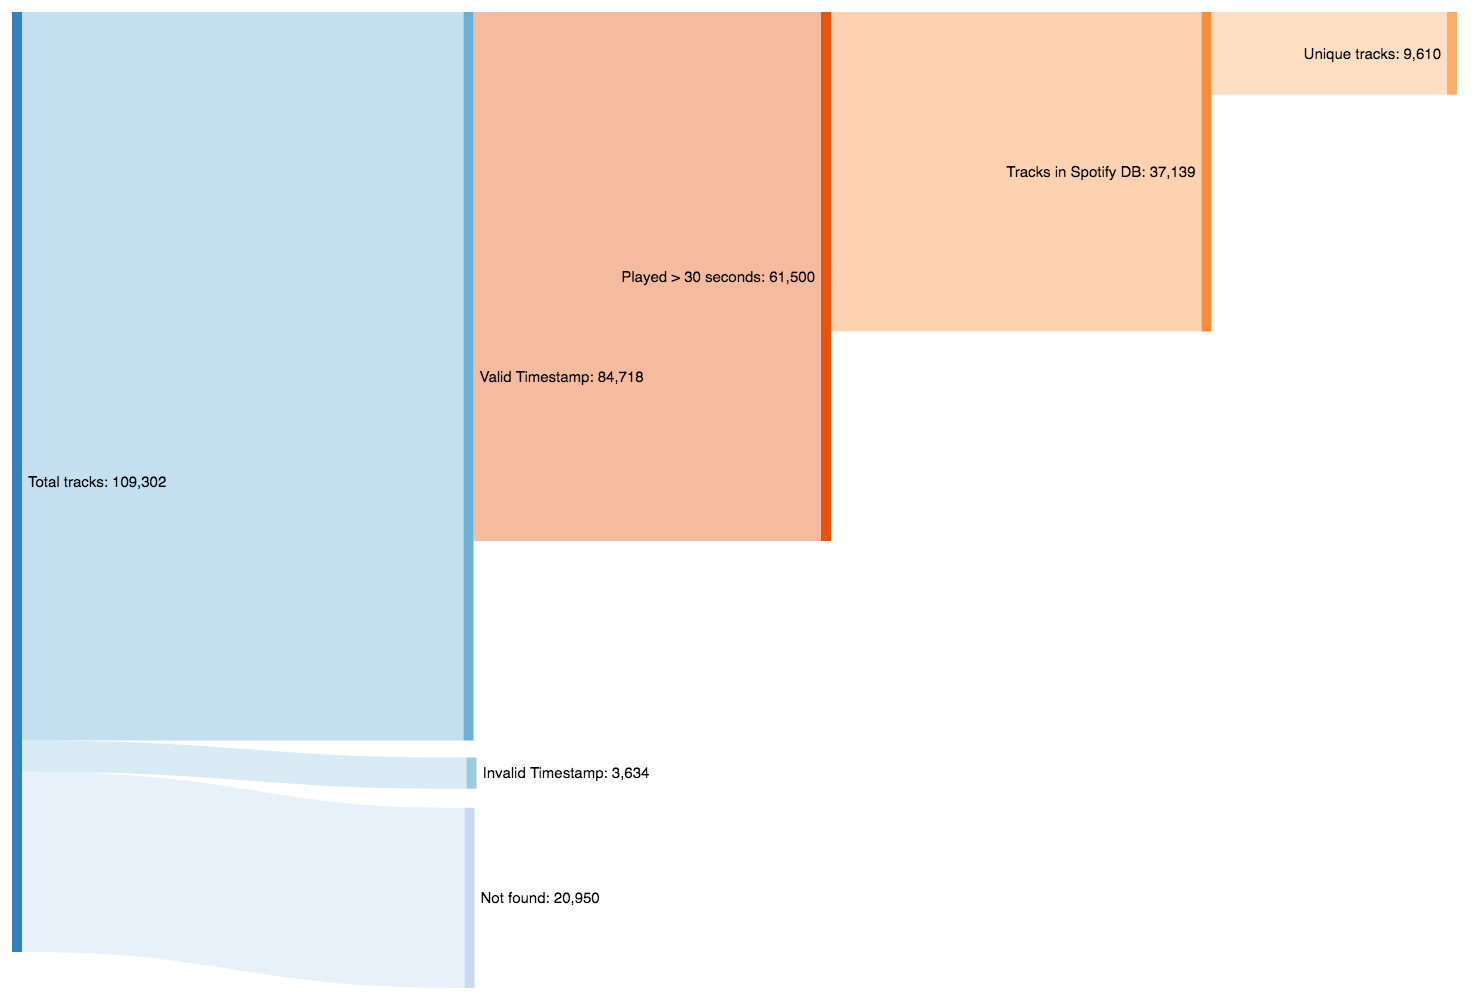 Unique tracks: 9,610
Tracks in Spotify DB: 37,139
Played > 30 seconds: 61,500
Valid Timestamp: 84,718
Total tracks: 109,302
Invalid Timestamp: 3,634
Not found: 20,950